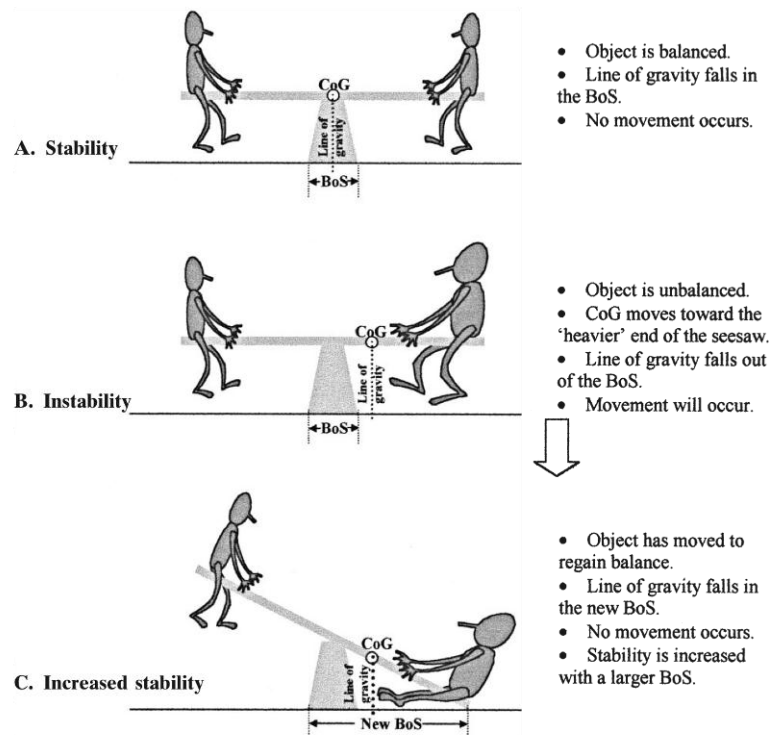 CoG
Line of
gravity
A. Stability
BoS
• Object is balanced.
• Line of gravity falls in
the BoS.
• No movement occurs.
CoG
Line of
gravity
B. Instability
BoS
• Object is unbalanced.
• CoG moves toward the
‘heavier’ end of the seesaw.
• Line of gravity falls out
of the BoS.
• Movement will occur.
CoG
Line of
gravity
C. Increased stability
New BoS
• Object has moved to
regain balance.
• Line of gravity falls in
the new BoS.
• No movement occurs.
• Stability is increased
with a larger BoS.